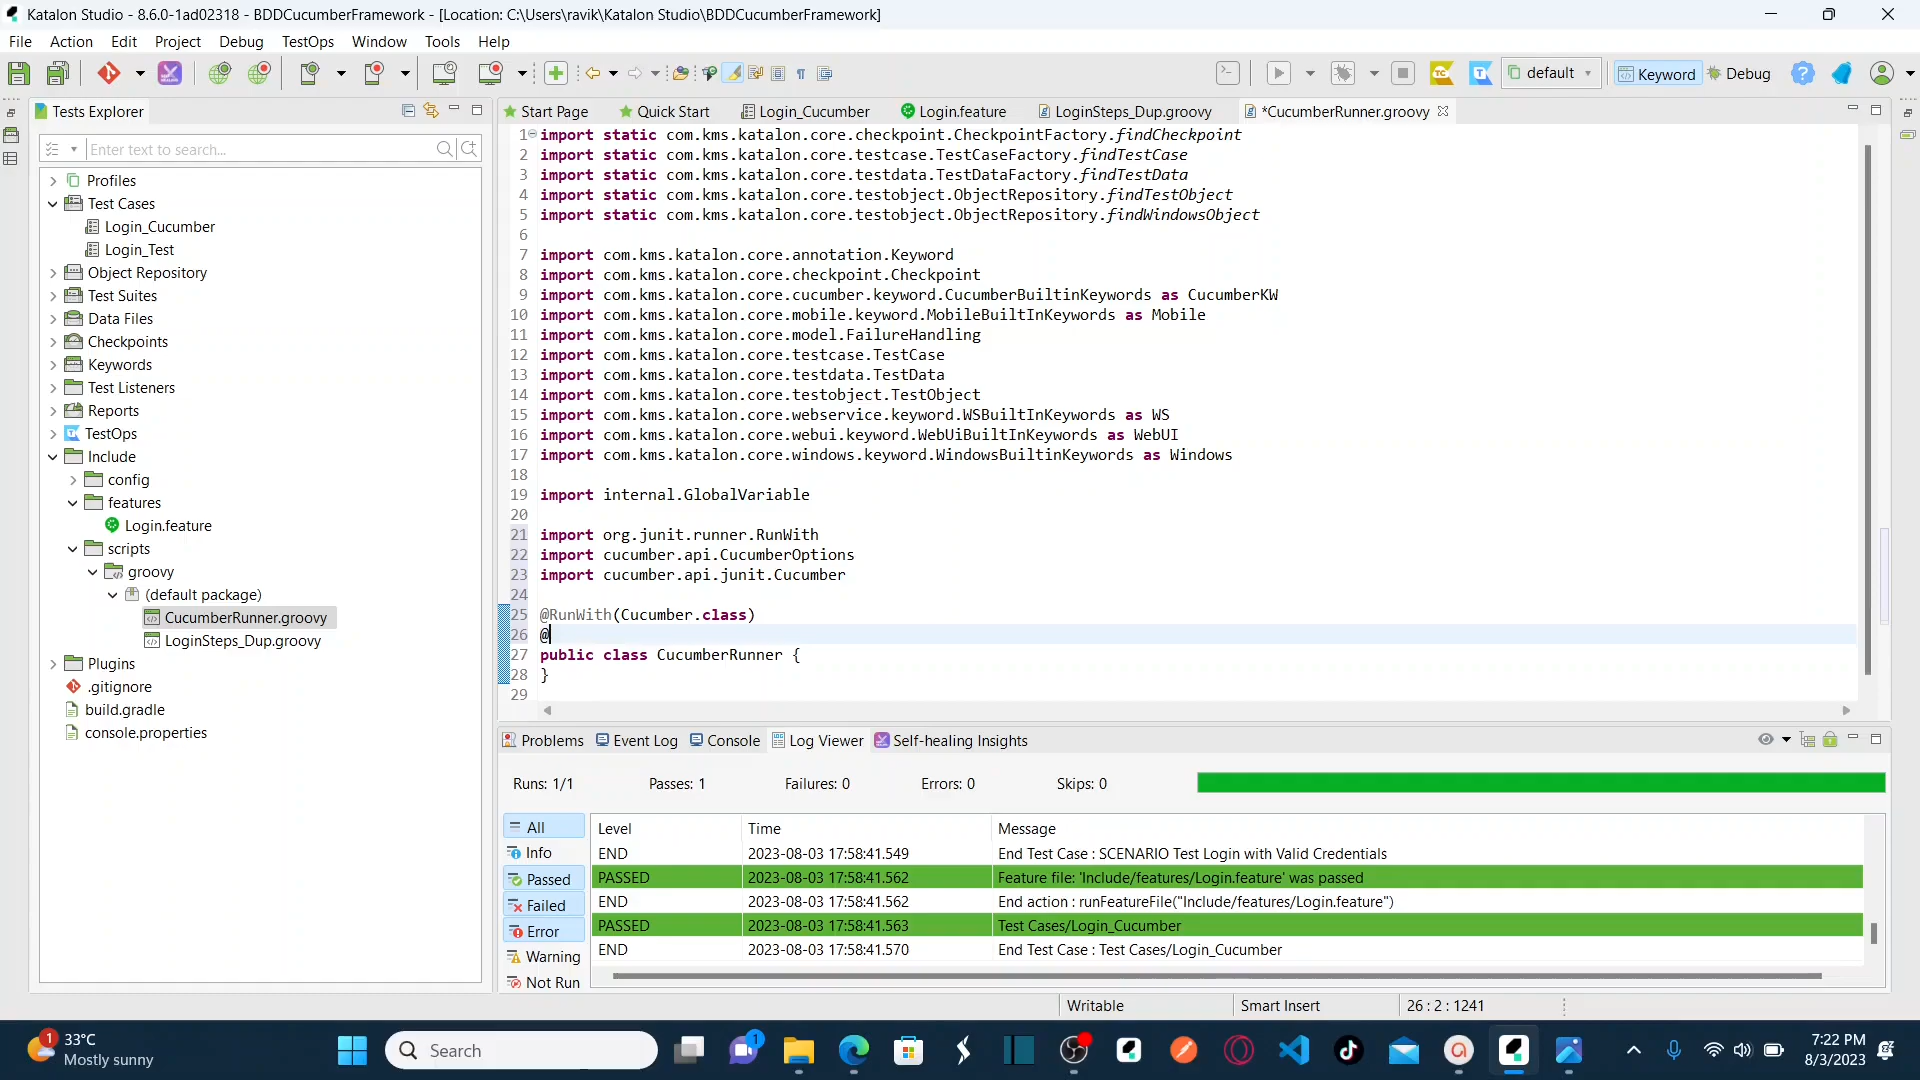 Katalon Studio - 8.6.0-1ad02318 - BDDCucumberFramework - [Location: C:\Users\ravik\Katalon Studio\BDDCucumberFramework]
File Action Edit Project Debug TestOps Window Tools Help
default Keyword Debug
Tests Explorer
Start Page Quick Start Login_Cucumber Login.feature LoginSteps_Dup.groovy *CucumberRunner.groovy
Enter text to search...
Profiles
Test Cases
Login_Cucumber
Login_Test
Object Repository
Test Suites
Data Files
Checkpoints
Keywords
Test Listeners
Reports
TestOps
Include
config
features
Login.feature
scripts
groovy
(default package)
CucumberRunner.groovy
LoginSteps_Dup.groovy
Plugins
.gitignore
build.gradle
console.properties
1 import static com.kms.katalon.core.checkpoint.CheckpointFactory.findCheckpoint
2 import static com.kms.katalon.core.testcase.TestCaseFactory.findTestCase
3 import static com.kms.katalon.core.testdata.TestDataFactory.findTestData
4 import static com.kms.katalon.core.testobject.ObjectRepository.findTestObject
5 import static com.kms.katalon.core.testobject.ObjectRepository.findWindowsObject
6
7 import com.kms.katalon.core.annotation.Keyword
8 import com.kms.katalon.core.checkpoint.Checkpoint
9 import com.kms.katalon.core.cucumber.keyword.CucumberBuiltinKeywords as CucumberKW
10 import com.kms.katalon.core.mobile.keyword.MobileBuiltInKeywords as Mobile
11 import com.kms.katalon.core.model.FailureHandling
12 import com.kms.katalon.core.testcase.TestCase
13 import com.kms.katalon.core.testdata.TestData
14 import com.kms.katalon.core.testobject.TestObject
15 import com.kms.katalon.core.webservice.keyword.WSBuiltInKeywords as WS
16 import com.kms.katalon.core.webui.keyword.WebUiBuiltInKeywords as WebUI
17 import com.kms.katalon.core.windows.keyword.WindowsBuiltinKeywords as Windows
18
19 import internal.GlobalVariable
20
21 import org.junit.runner.RunWith
22 import cucumber.api.CucumberOptions
23 import cucumber.api.junit.Cucumber
24
25 @RunWith(Cucumber.class)
26 @
27 public class CucumberRunner {
28 }
29
Problems Event Log Console Log Viewer Self-healing Insights
Runs: 1/1 Passes: 1 Failures: 0 Errors: 0 Skips: 0
All
Info
Passed
Failed
Error
Warning
Not Run
Level Time Message
END 2023-08-03 17:58:41.549 End Test Case : SCENARIO Test Login with Valid Credentials
PASSED 2023-08-03 17:58:41.562 Feature file: 'Include/features/Login.feature' was passed
END 2023-08-03 17:58:41.562 End action : runFeatureFile("Include/features/Login.feature")
PASSED 2023-08-03 17:58:41.563 Test Cases/Login_Cucumber
END 2023-08-03 17:58:41.570 End Test Case : Test Cases/Login_Cucumber
Writable Smart Insert 26 : 2 : 1241
1
33°C
Mostly sunny
Search
1
7:22 PM
8/3/2023